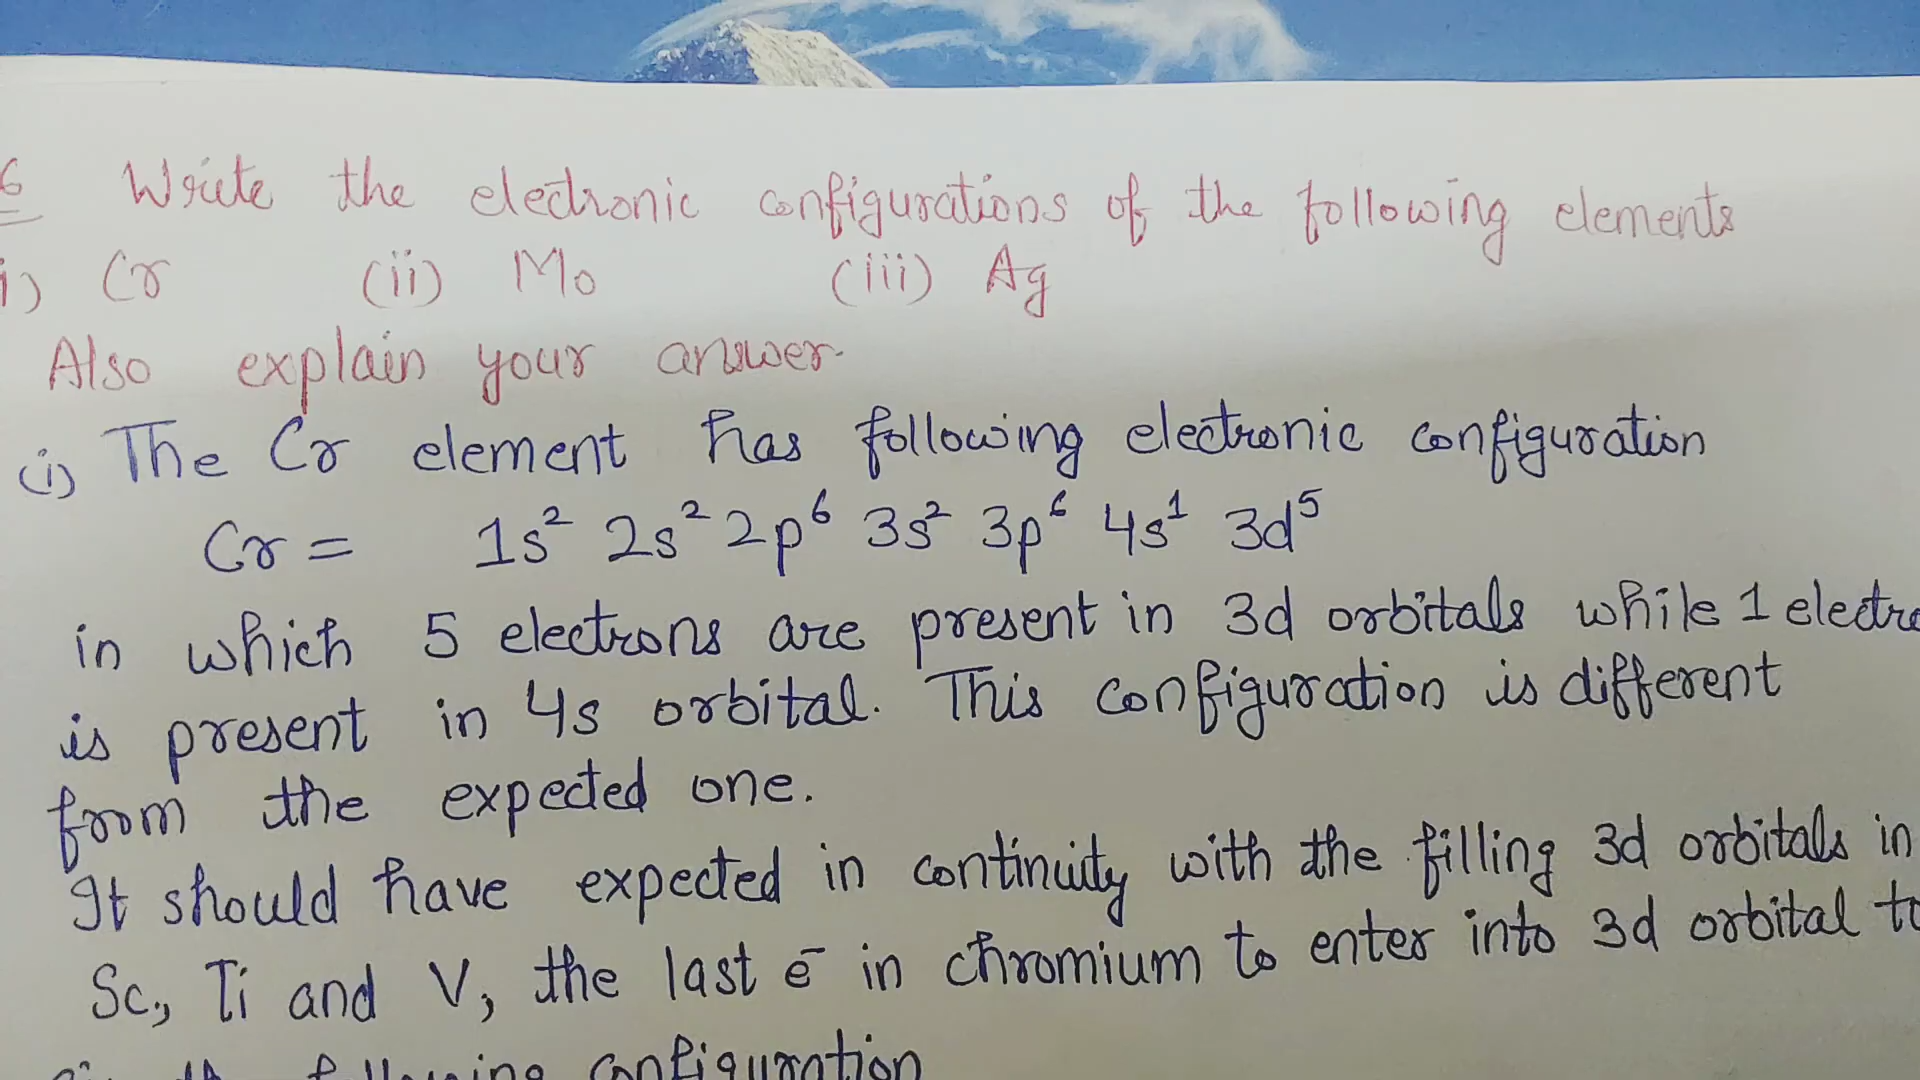 6 Write the electronic configurations of the following elements
i) Cr (ii) Mo (iii) Ag
Also explain your answer.
(i) The Cr element has following electronic configuration
Cr = 1s² 2s² 2p⁶ 3s² 3p⁶ 4s¹ 3d⁵
in which 5 electrons are present in 3d orbitals while 1 electro
is present in 4s orbital. This configuration is different
from the expected one.
It should have expected in continuity with the filling 3d orbitals in
Sc, Ti and V, the last e⁻ in chromium to enter into 3d orbital to
following configuration